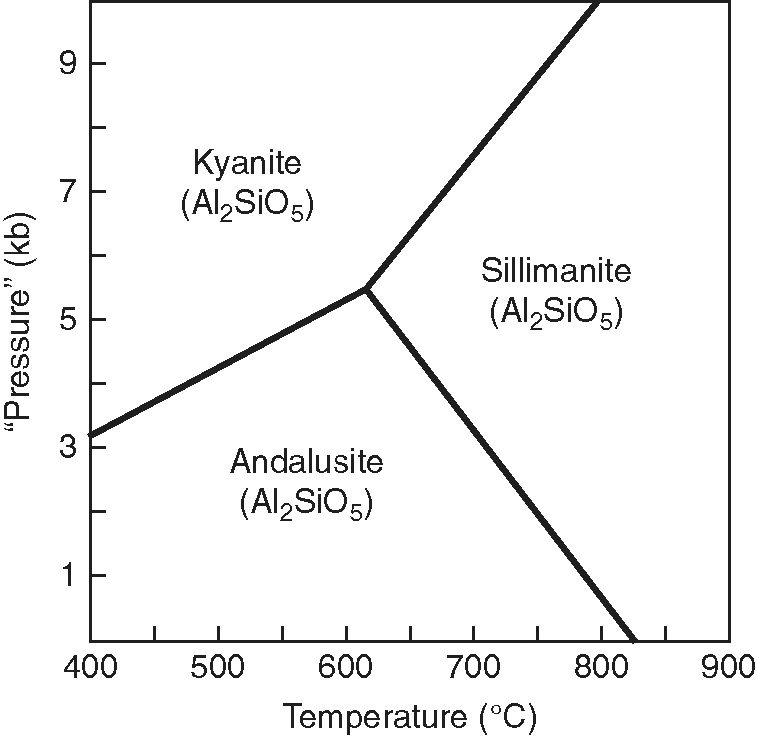 9
7
5
3
1
“Pressure” (kb)
Kyanite
(Al₂SiO₅)
Sillimanite
(Al₂SiO₅)
Andalusite
(Al₂SiO₅)
400 500 600 700 800 900
Temperature (°C)